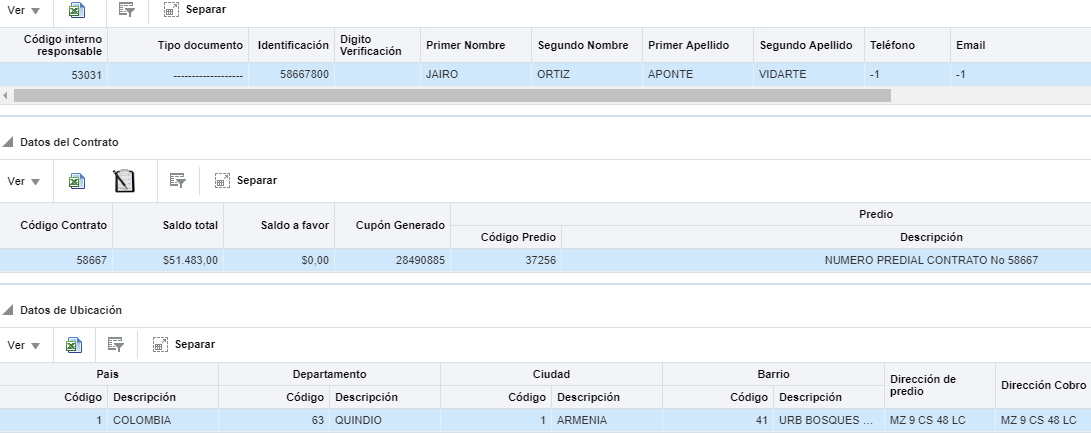 Ver Separar
Código interno responsable Tipo documento Identificación Digito Verificación Primer Nombre Segundo Nombre Primer Apellido Segundo Apellido Teléfono Email
53031 ------------------- 58667800 JAIRO ORTIZ APONTE VIDARTE -1 -1
Datos del Contrato
Ver Separar
Predio
Código Contrato Saldo total Saldo a favor Cupón Generado
Código Predio Descripción
58667 $51.483,00 $0,00 28490885 37256 NUMERO PREDIAL CONTRATO No 58667
Datos de Ubicación
Ver Separar
Pais Departamento Ciudad Barrio Dirección de predio Dirección Cobro
Código Descripción Código Descripción Código Descripción Código Descripción
1 COLOMBIA 63 QUINDIO 1 ARMENIA 41 URB BOSQUES ... MZ 9 CS 48 LC MZ 9 CS 48 LC